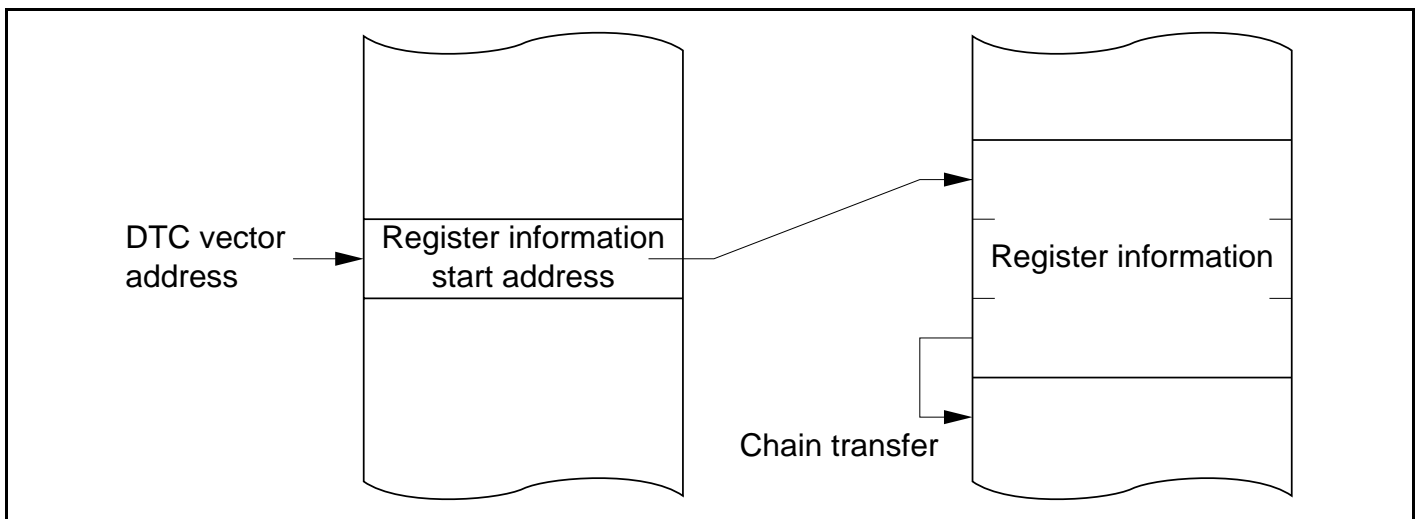 DTC vector
address
Register information
start address
Register information
Chain transfer